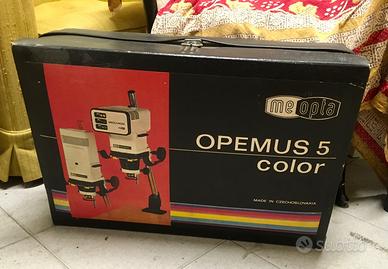 meopta
OPEMUS 5
color
MADE IN CZECHOSLOVAKIA
subito